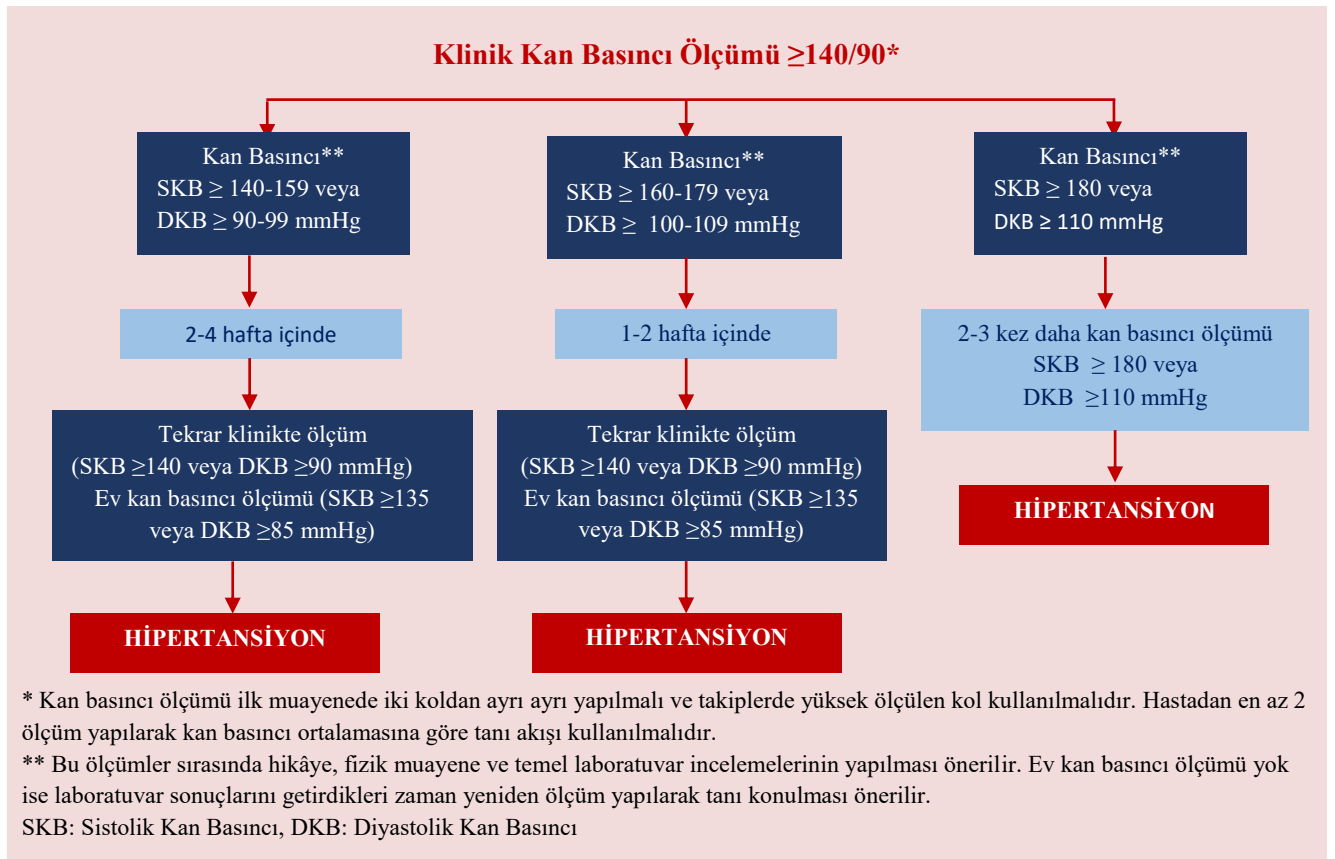 Klinik Kan Basıncı Ölçümü ≥140/90*
Kan Basıncı**
SKB ≥ 140-159 veya
DKB ≥ 90-99 mmHg
2-4 hafta içinde
Tekrar klinikte ölçüm
(SKB ≥140 veya DKB ≥90 mmHg)
Ev kan basıncı ölçümü (SKB ≥135
veya DKB ≥85 mmHg)
HİPERTANSİYON
Kan Basıncı**
SKB ≥ 160-179 veya
DKB ≥ 100-109 mmHg
1-2 hafta içinde
Tekrar klinikte ölçüm
(SKB ≥140 veya DKB ≥90 mmHg)
Ev kan basıncı ölçümü (SKB ≥135
veya DKB ≥85 mmHg)
HİPERTANSİYON
Kan Basıncı**
SKB ≥ 180 veya
DKB ≥ 110 mmHg
2-3 kez daha kan basıncı ölçümü
SKB ≥ 180 veya
DKB ≥110 mmHg
HİPERTANSİYON
* Kan basıncı ölçümü ilk muayenede iki koldan ayrı ayrı yapılmalı ve takiplerde yüksek ölçülen kol kullanılmalıdır. Hastadan en az 2
ölçüm yapılarak kan basıncı ortalamasına göre tanı akışı kullanılmalıdır.
** Bu ölçümler sırasında hikâye, fizik muayene ve temel laboratuvar incelemelerinin yapılması önerilir. Ev kan basıncı ölçümü yok
ise laboratuvar sonuçlarını getirdikleri zaman yeniden ölçüm yapılarak tanı konulması önerilir.
SKB: Sistolik Kan Basıncı, DKB: Diyastolik Kan Basıncı